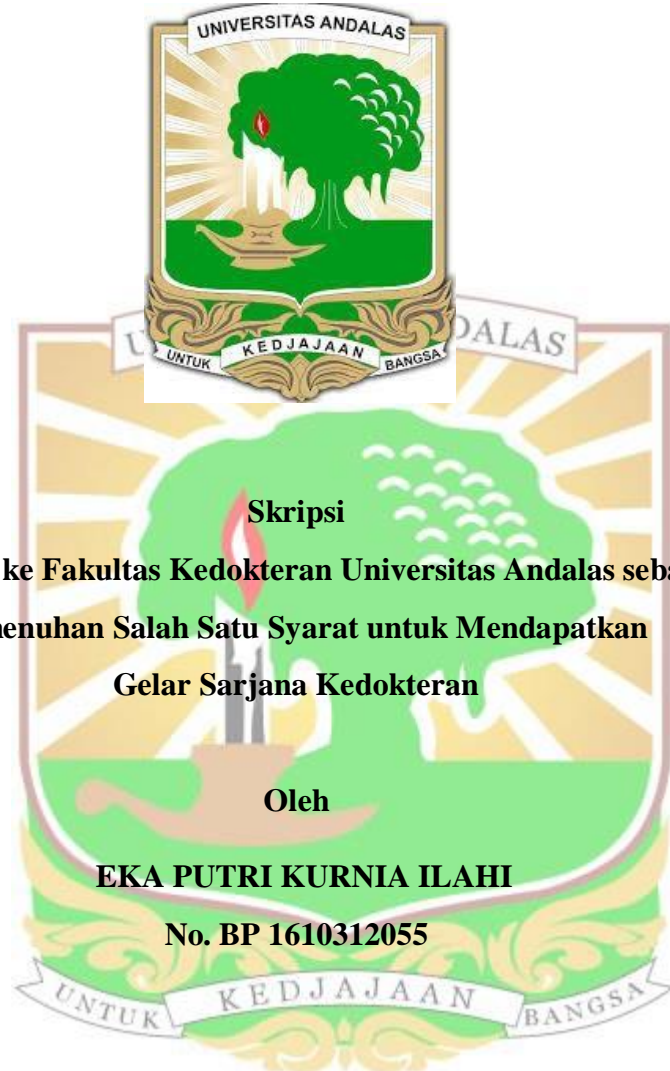 UNIVERSITAS ANDALAS
UNTUK KEDJAJAAN BANGSA
DALAS
Skripsi
ke Fakultas Kedokteran Universitas Andalas seba
enuhan Salah Satu Syarat untuk Mendapatkan
Gelar Sarjana Kedokteran
Oleh
EKA PUTRI KURNIA ILAHI
No. BP 1610312055
UNTUK KEDJAJAAN BANGSA